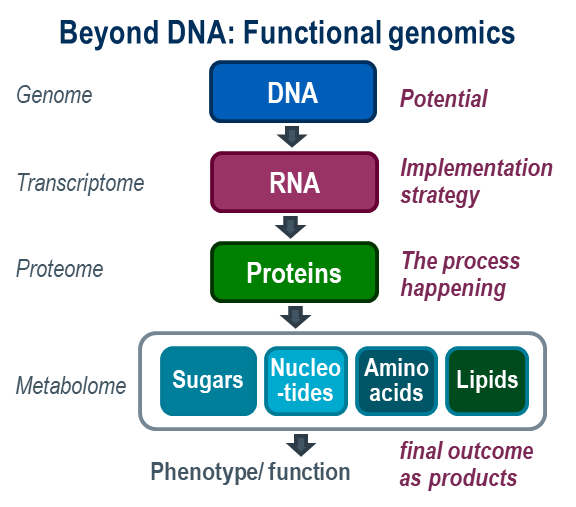 Beyond DNA: Functional genomics
Genome
DNA
Potential
Transcriptome
RNA
Implementation
strategy
Proteome
Proteins
The process
happening
Metabolome
Sugars
Nucleo
-tides
Amino
acids
Lipids
Phenotype/ function
final outcome
as products